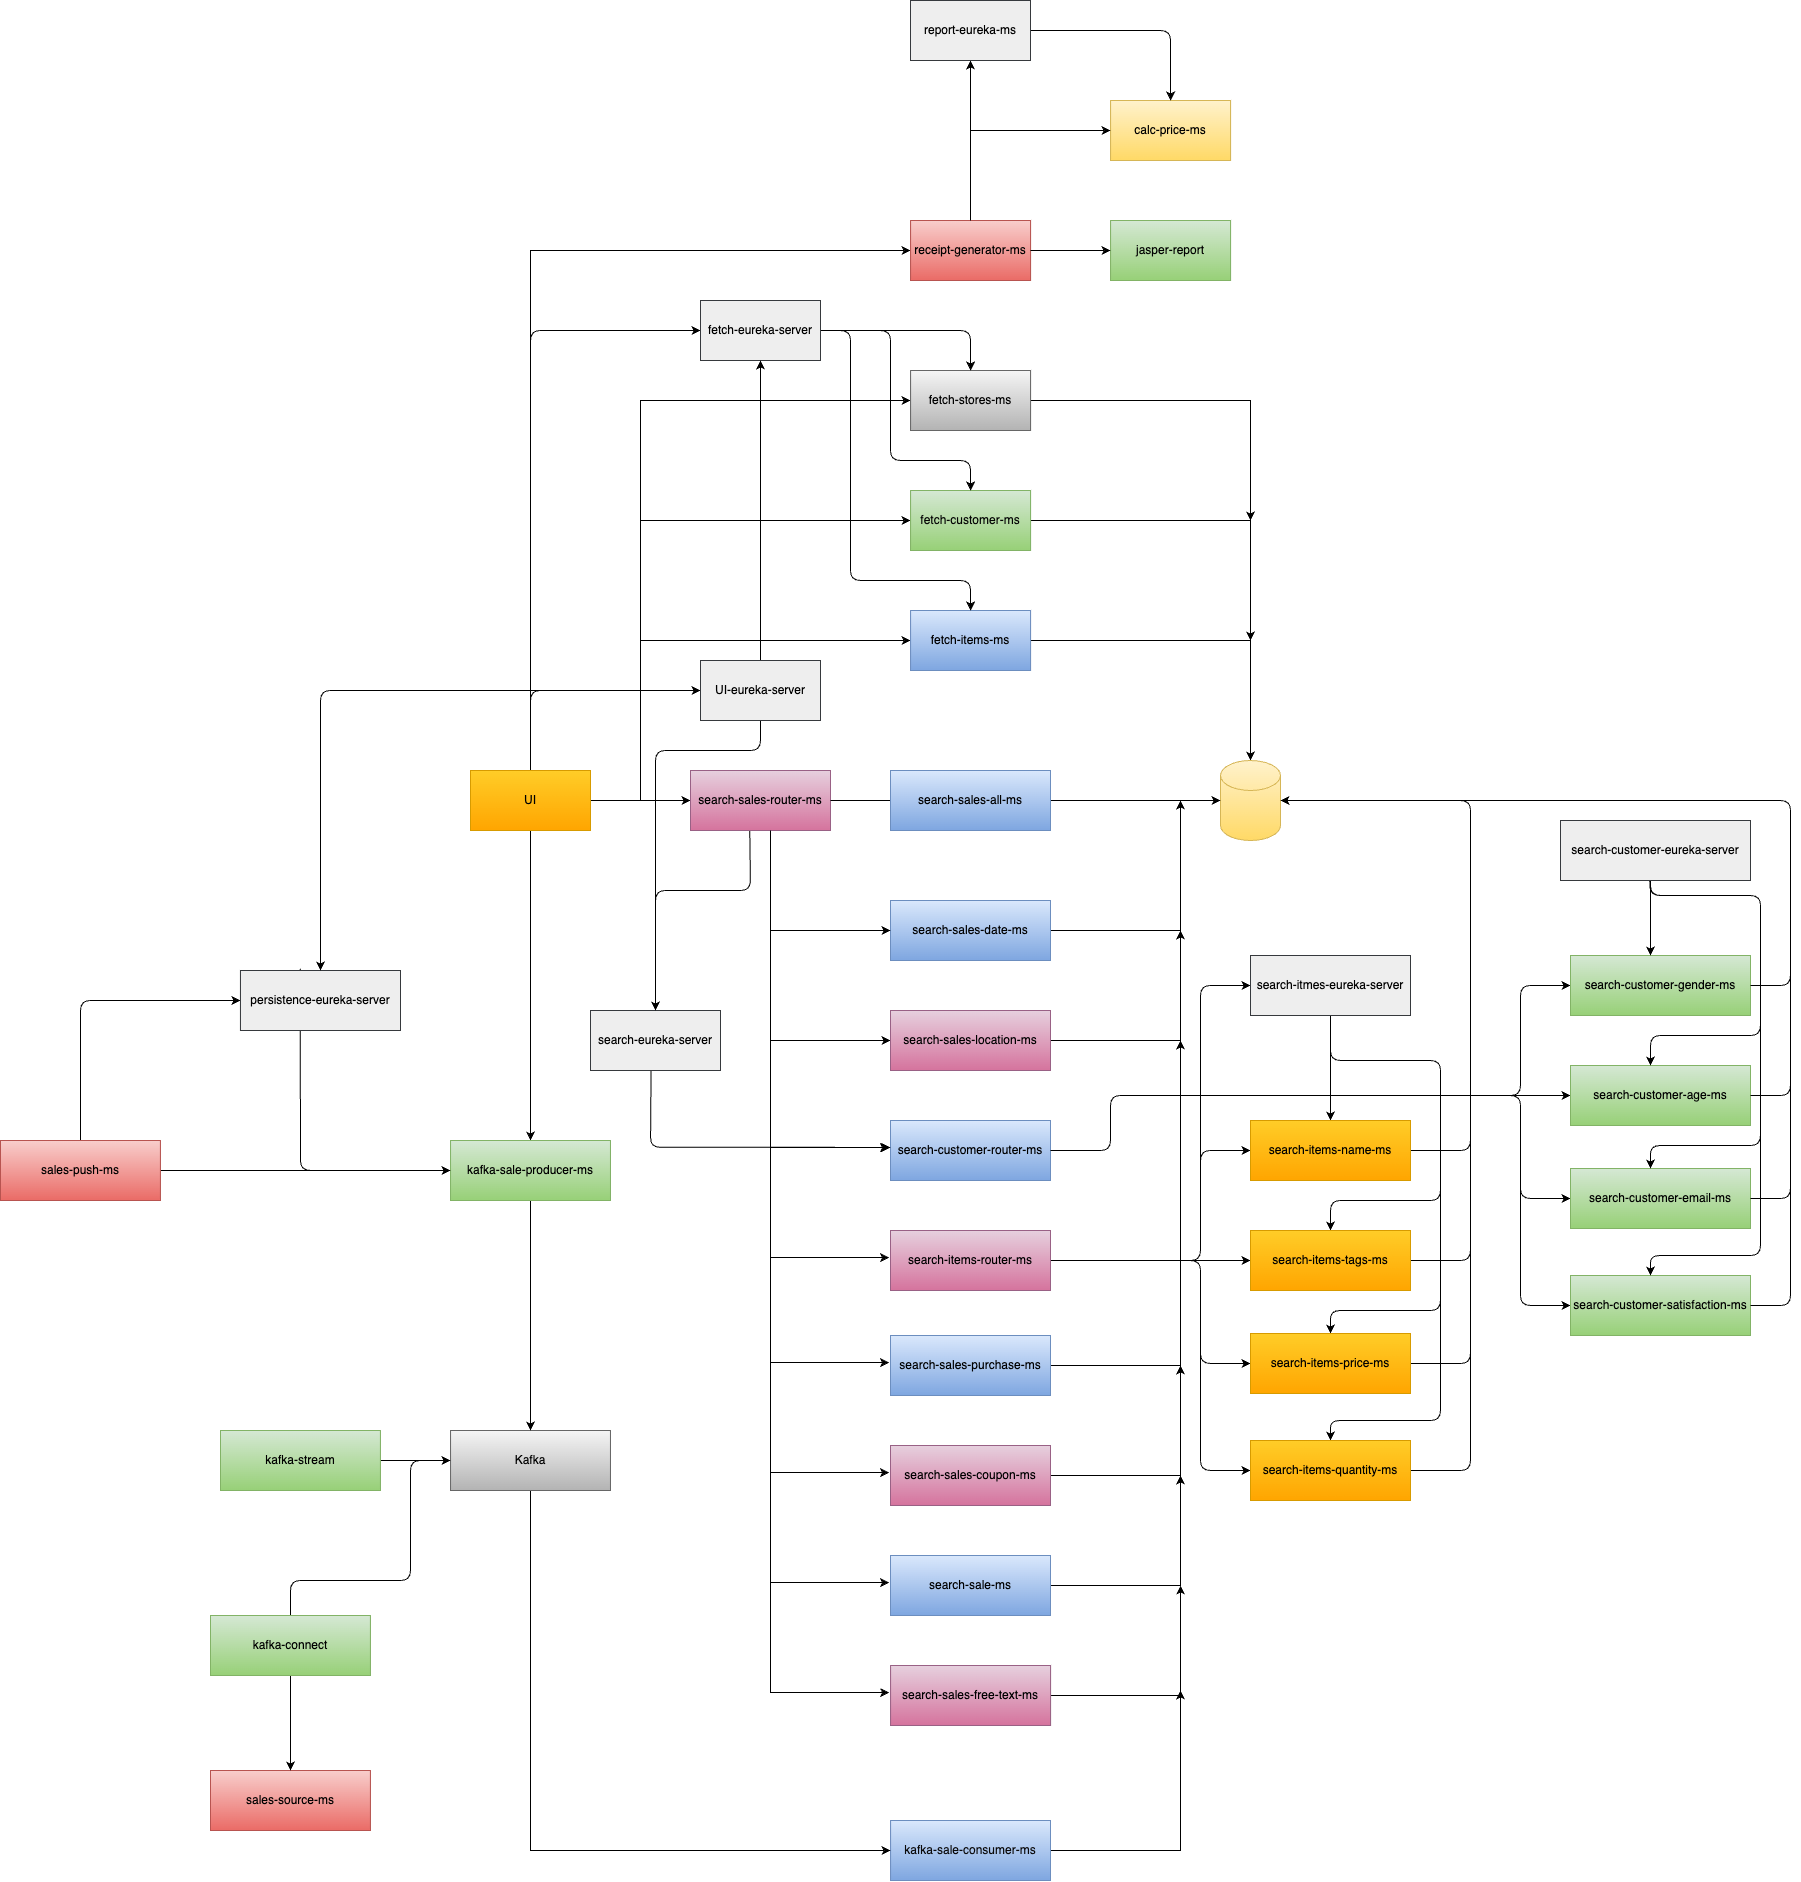 report-eureka-ms
calc-price-ms
receipt-generator-ms
jasper-report
fetch-eureka-server
fetch-stores-ms
fetch-customer-ms
fetch-items-ms
UI-eureka-server
UI
search-sales-router-ms
search-sales-all-ms
search-customer-eureka-server
search-sales-date-ms
search-itmes-eureka-server
search-customer-gender-ms
persistence-eureka-server
search-eureka-server
search-sales-location-ms
search-customer-age-ms
sales-push-ms
kafka-sale-producer-ms
search-customer-router-ms
search-items-name-ms
search-customer-email-ms
search-items-router-ms
search-items-tags-ms
search-customer-satisfaction-ms
search-sales-purchase-ms
search-items-price-ms
kafka-stream
Kafka
search-sales-coupon-ms
search-items-quantity-ms
search-sale-ms
kafka-connect
search-sales-free-text-ms
sales-source-ms
kafka-sale-consumer-ms